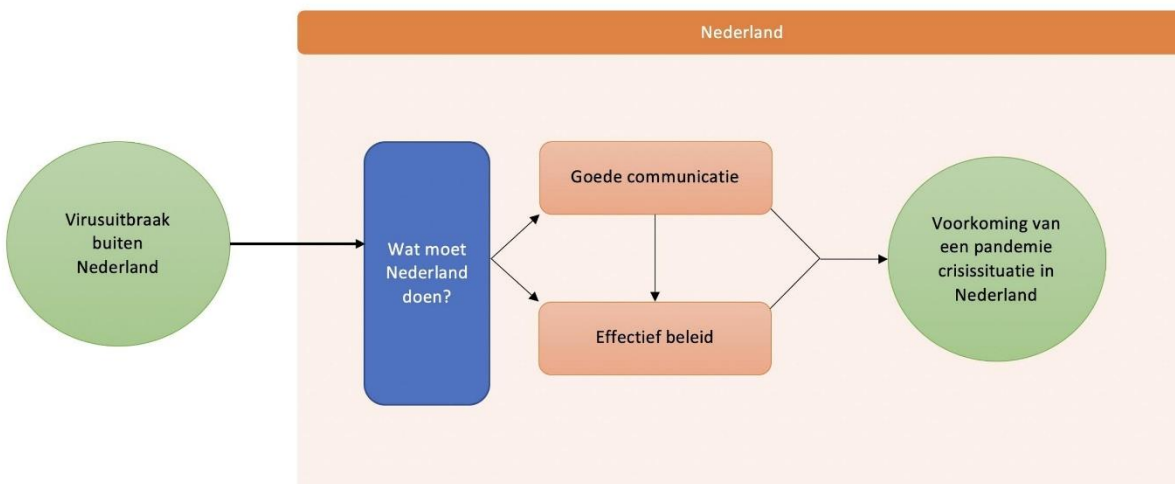 Nederland
Virusuitbraak
buiten
Nederland
Wat moet
Nederland
doen?
Goede communicatie
Effectief beleid
Voorkoming van
een pandemie
crisissituatie in
Nederland